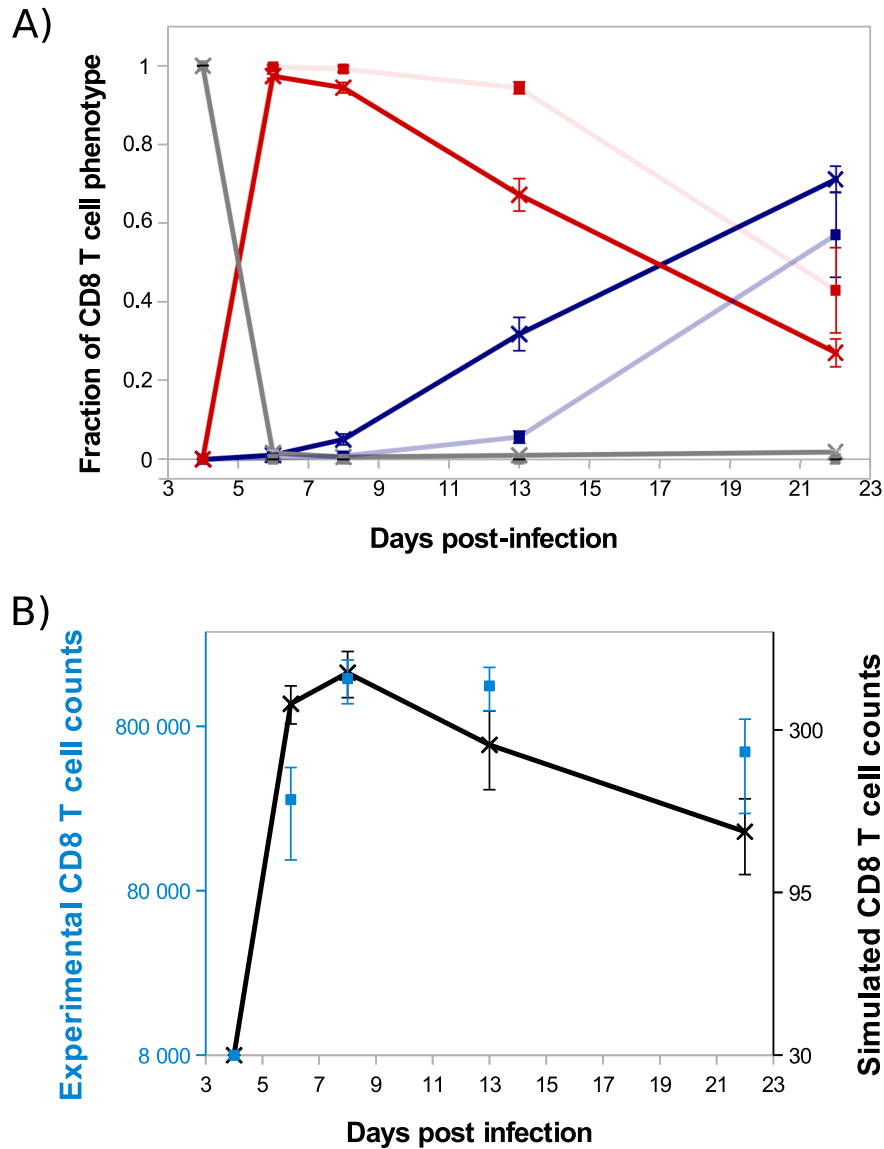 A)
Fraction of CD8 T cell phenotype
1
0.8
0.6
0.4
0.2
0
3 5 7 9 11 13 15 17 19 21 23
Days post-infection
B)
Experimental CD8 T cell counts
800 000
80 000
8 000
300
95
30
Simulated CD8 T cell counts
3 5 7 9 11 13 15 17 19 21 23
Days post infection